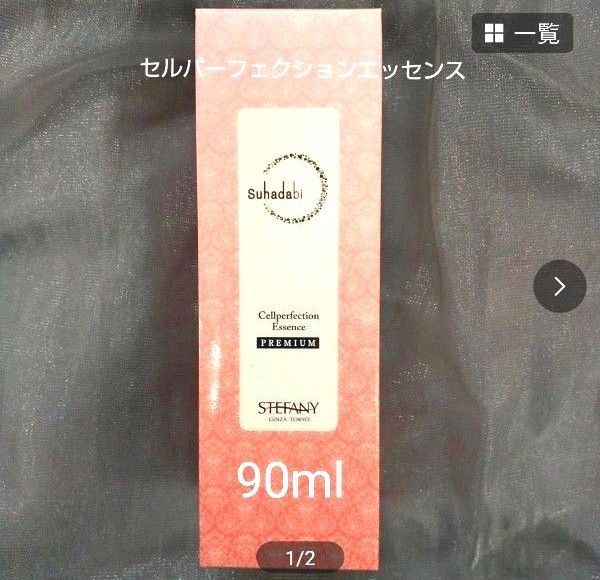 一覧
セルパーフェクションエッセンス
Suhadabi
Cellperfection
Essence
PREMIUM
STEFANY
GINZA TOKYO
90ml
1/2